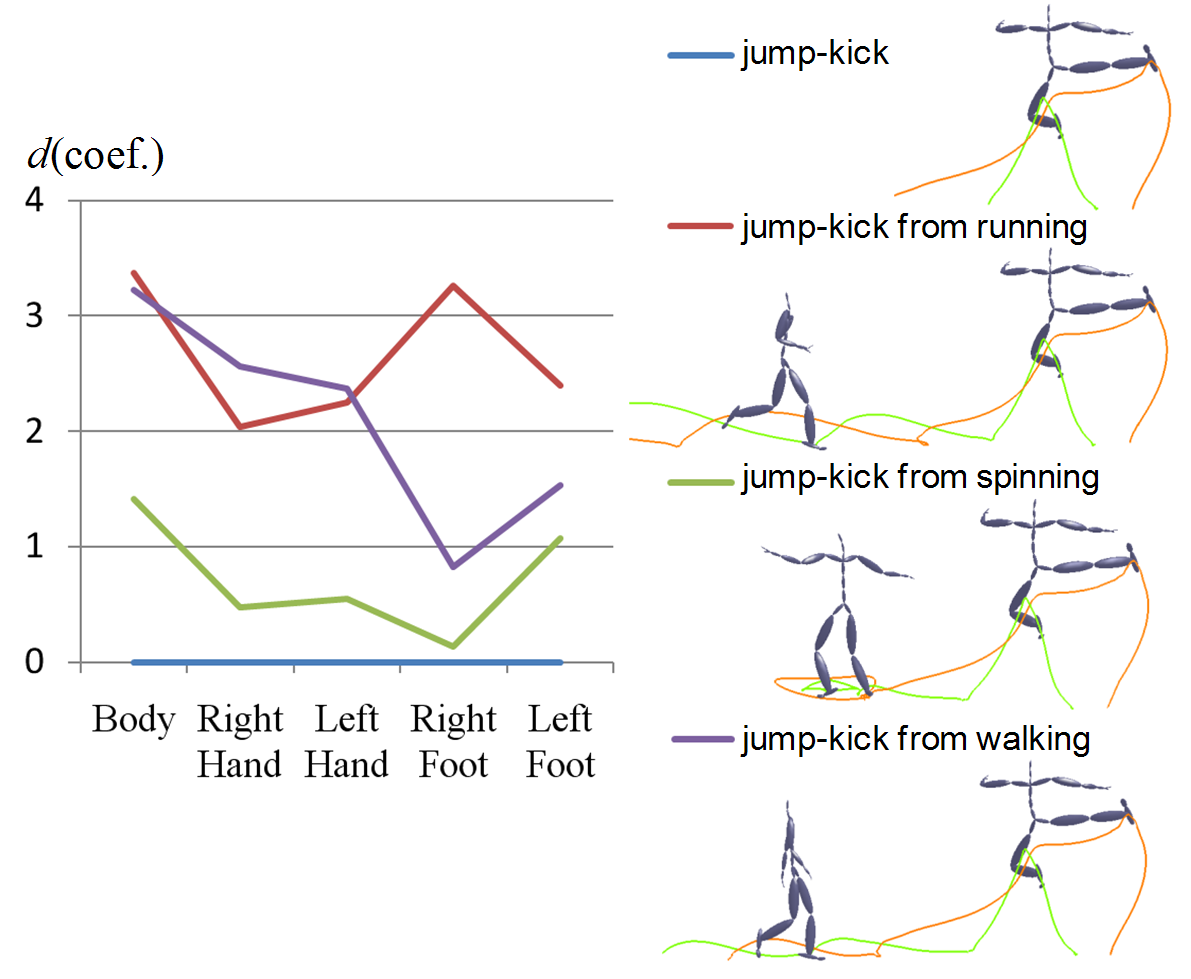 d(coef.)
4
3
2
1
0
Body
Right Hand
Left Hand
Right Foot
Left Foot
jump-kick
jump-kick from running
jump-kick from spinning
jump-kick from walking